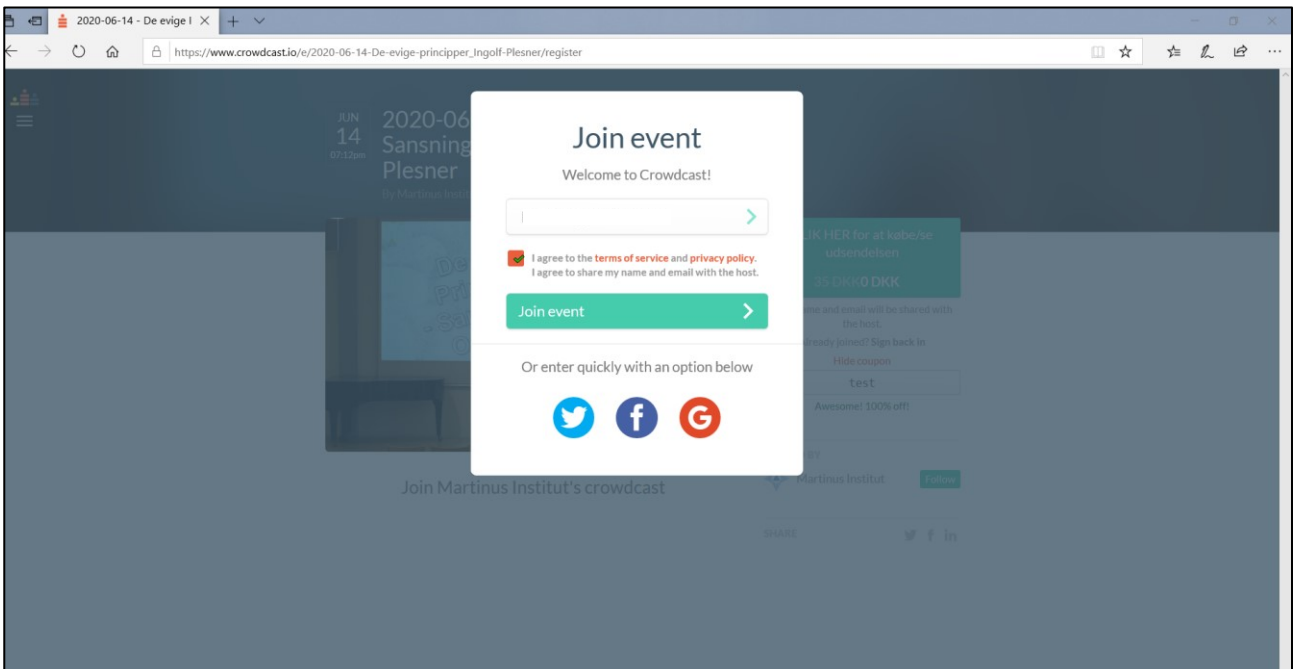 2020-06-14 - De evige l
https://www.crowdcast.io/e/2020-06-14-De-evige-principper_Ingolf-Plesner/register
JUN
14
07:12pm
2020-06
Sansning
Plesner
By Martinus Instit
Join event
Welcome to Crowdcast!
I agree to the terms of service and privacy policy.
I agree to share my name and email with the host.
Join event
Or enter quickly with an option below
LIK HER for at købe/se
udsendelsen
35 DKK0 DKK
me and email will be shared with
the host.
lready joined? Sign back in
Hide coupon
test
Awesome! 100% off!
Martinus Institut
Follow
Join Martinus Institut's crowdcast
SHARE